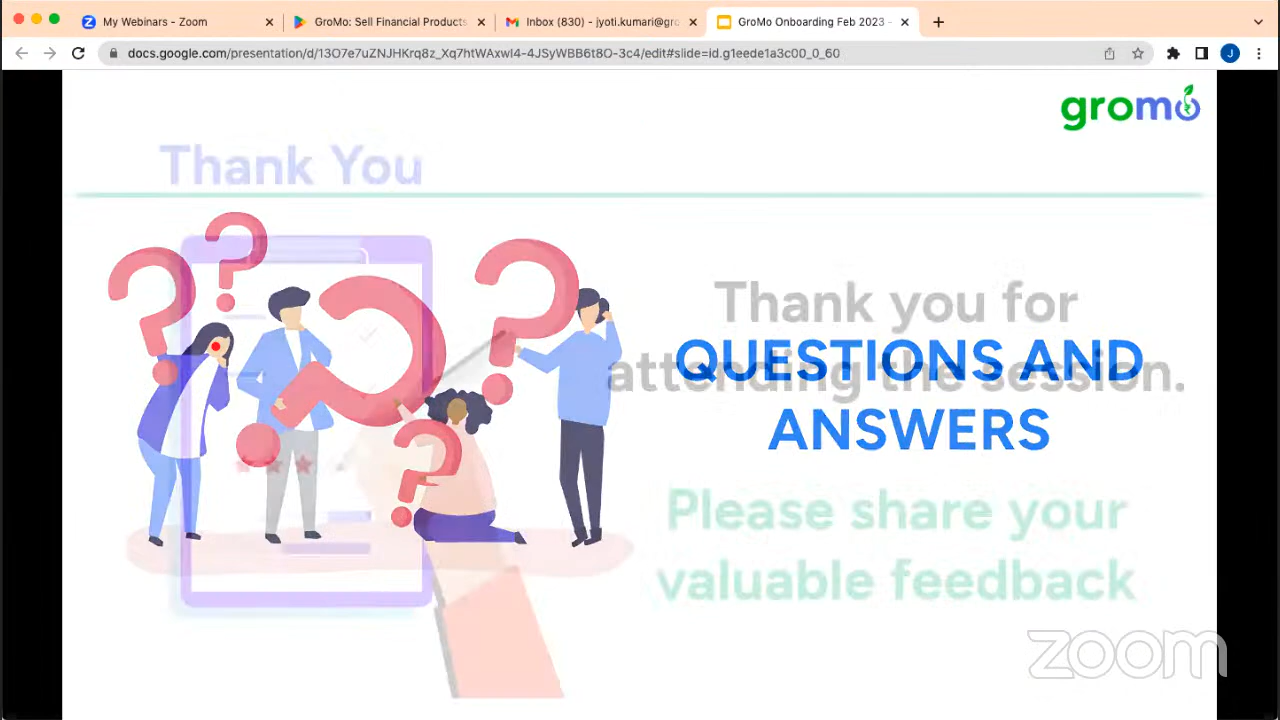 My Webinars - Zoom
GroMo: Sell Financial Products
Inbox (830) - jyoti.kumari@gro
GroMo Onboarding Feb 2023 -
docs.google.com/presentation/d/13O7e7uZNJHKrq8z_Xq7htWAxwI4-4JSyWBB6t8O-3c4/edit#slide=id.g1eede1a3c00_0_60
J
gromo
Thank You
Thank you for
attending the session.
QUESTIONS AND
ANSWERS
Please share your
valuable feedback
zoom